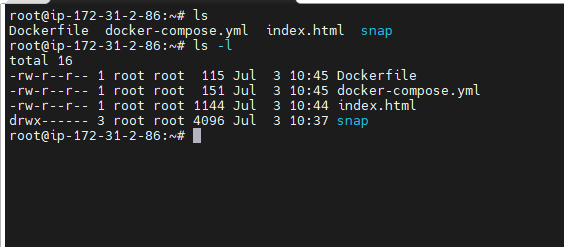 root@ip-172-31-2-86:~# ls
Dockerfile  docker-compose.yml  index.html  snap
root@ip-172-31-2-86:~# ls -l
total 16
-rw-r--r-- 1 root root  115 Jul  3 10:45 Dockerfile
-rw-r--r-- 1 root root  151 Jul  3 10:45 docker-compose.yml
-rw-r--r-- 1 root root 1144 Jul  3 10:44 index.html
drwx------ 3 root root 4096 Jul  3 10:37 snap
root@ip-172-31-2-86:~#